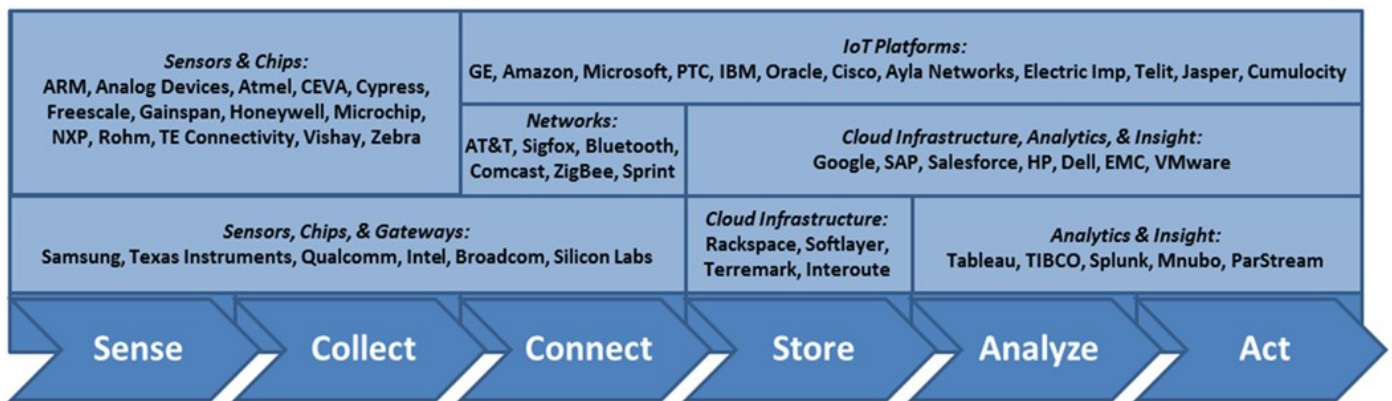 Sensors & Chips:
ARM, Analog Devices, Atmel, CEVA, Cypress,
Freescale, Gainspan, Honeywell, Microchip,
NXP, Rohm, TE Connectivity, Vishay, Zebra
IoT Platforms:
GE, Amazon, Microsoft, PTC, IBM, Oracle, Cisco, Ayla Networks, Electric Imp, Telit, Jasper, Cumulocity
Networks:
AT&T, Sigfox, Bluetooth,
Comcast, ZigBee, Sprint
Cloud Infrastructure, Analytics, & Insight:
Google, SAP, Salesforce, HP, Dell, EMC, VMware
Sensors, Chips, & Gateways:
Samsung, Texas Instruments, Qualcomm, Intel, Broadcom, Silicon Labs
Cloud Infrastructure:
Rackspace, Softlayer,
Terremark, Interoute
Analytics & Insight:
Tableau, TIBCO, Splunk, Mnubo, ParStream
Sense
Collect
Connect
Store
Analyze
Act